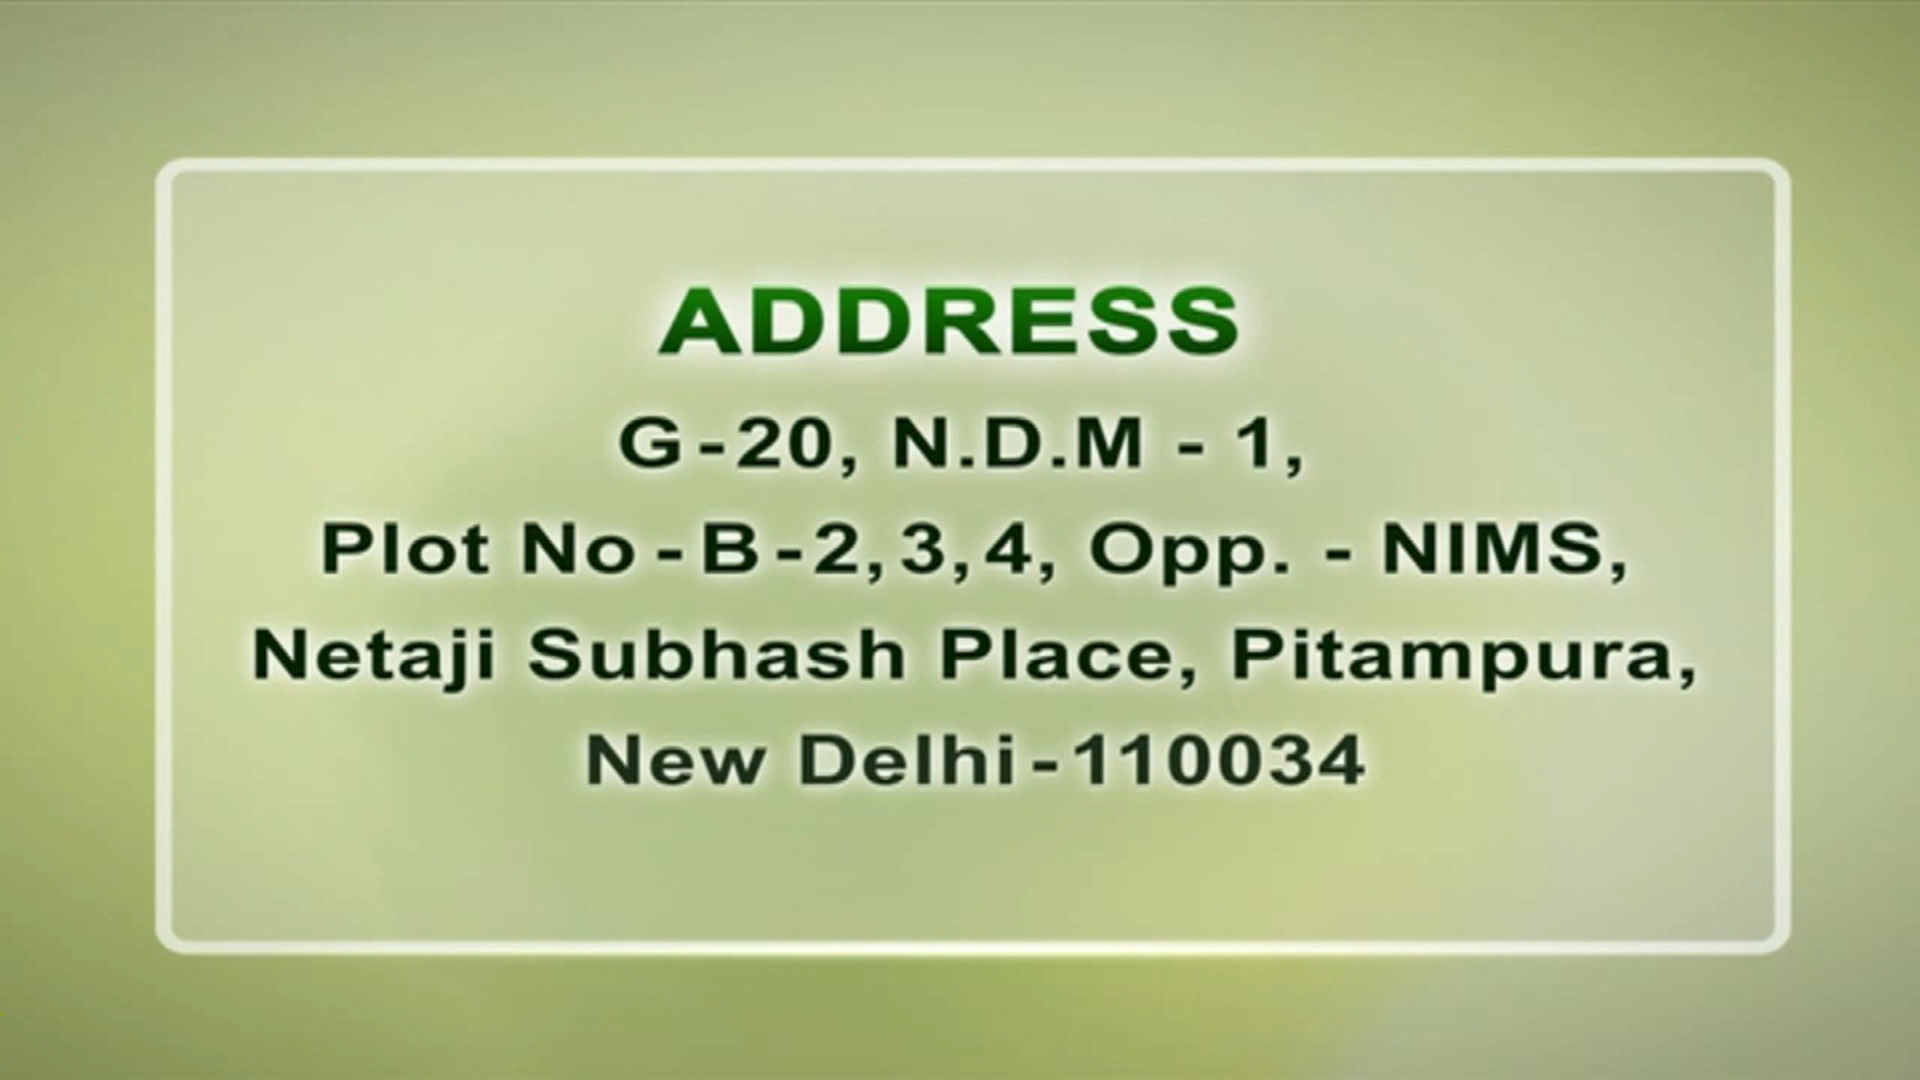 ADDRESS
G-20, N.D.M - 1,
Plot No - B - 2, 3, 4, Opp. - NIMS,
Netaji Subhash Place, Pitampura,
New Delhi - 110034